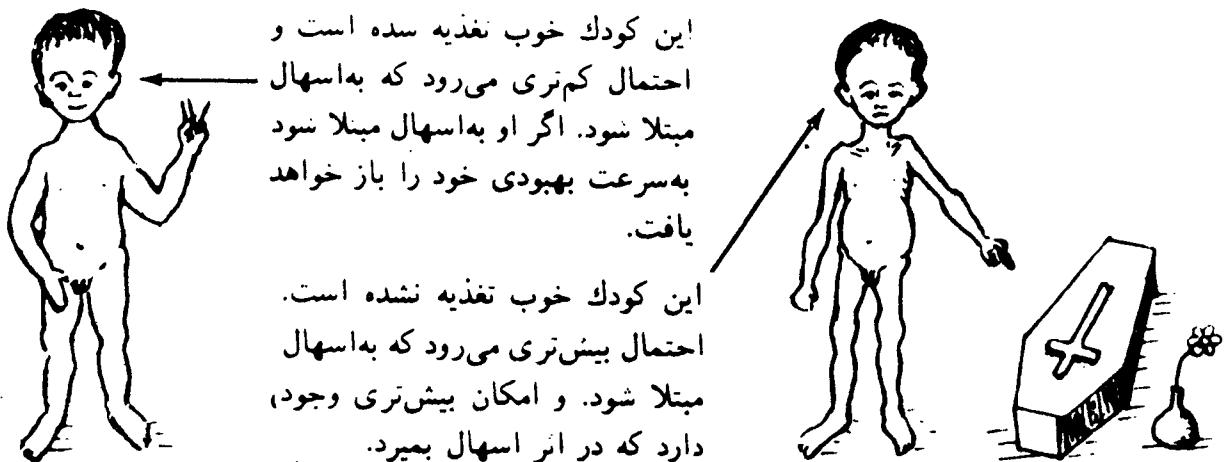 این کودك خوب تغذیه شده است و
احتمال کم‌تری می‌رود که به‌اسهال
مبتلا شود. اگر او به‌اسهال مبتلا شود
به‌سرعت بهبودی خود را باز خواهد
یافت.
این کودك خوب تغذیه نشده است.
احتمال بیش‌تری می‌رود که به‌اسهال
مبتلا شود. و امکان بیش‌تری وجود
دارد که در اثر اسهال بمیرد.